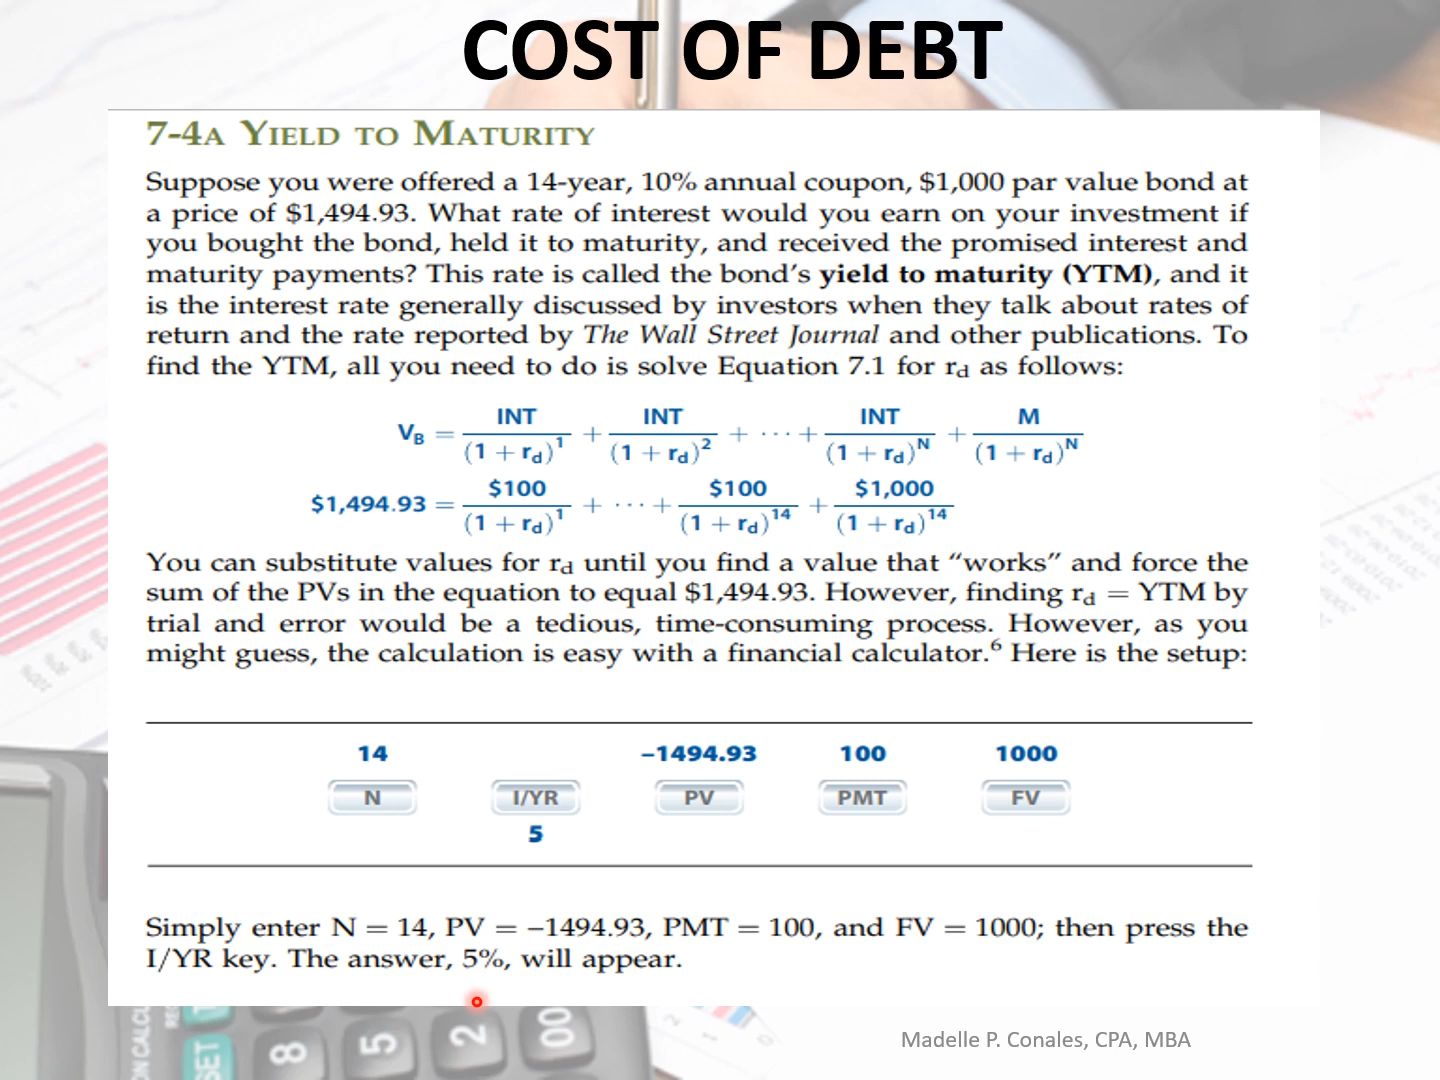 COST OF DEBT
7-4A YIELD TO MATURITY
Suppose you were offered a 14-year, 10% annual coupon, $1,000 par value bond at
a price of $1,494.93. What rate of interest would you earn on your investment if
you bought the bond, held it to maturity, and received the promised interest and
maturity payments? This rate is called the bond's yield to maturity (YTM), and it
is the interest rate generally discussed by investors when they talk about rates of
return and the rate reported by The Wall Street Journal and other publications. To
find the YTM, all you need to do is solve Equation 7.1 for rd as follows:
VB = INT/(1 + rd)^1 + INT/(1 + rd)^2 + ··· + INT/(1 + rd)^N + M/(1 + rd)^N
$1,494.93 = $100/(1 + rd)^1 + ··· + $100/(1 + rd)^14 + $1,000/(1 + rd)^14
You can substitute values for rd until you find a value that “works” and force the
sum of the PVs in the equation to equal $1,494.93. However, finding rd = YTM by
trial and error would be a tedious, time-consuming process. However, as you
might guess, the calculation is easy with a financial calculator.6 Here is the setup:
14 −1494.93 100 1000
N I/YR PV PMT FV
5
Simply enter N = 14, PV = −1494.93, PMT = 100, and FV = 1000; then press the
I/YR key. The answer, 5%, will appear.
SET 8 5 2 00
Madelle P. Conales, CPA, MBA